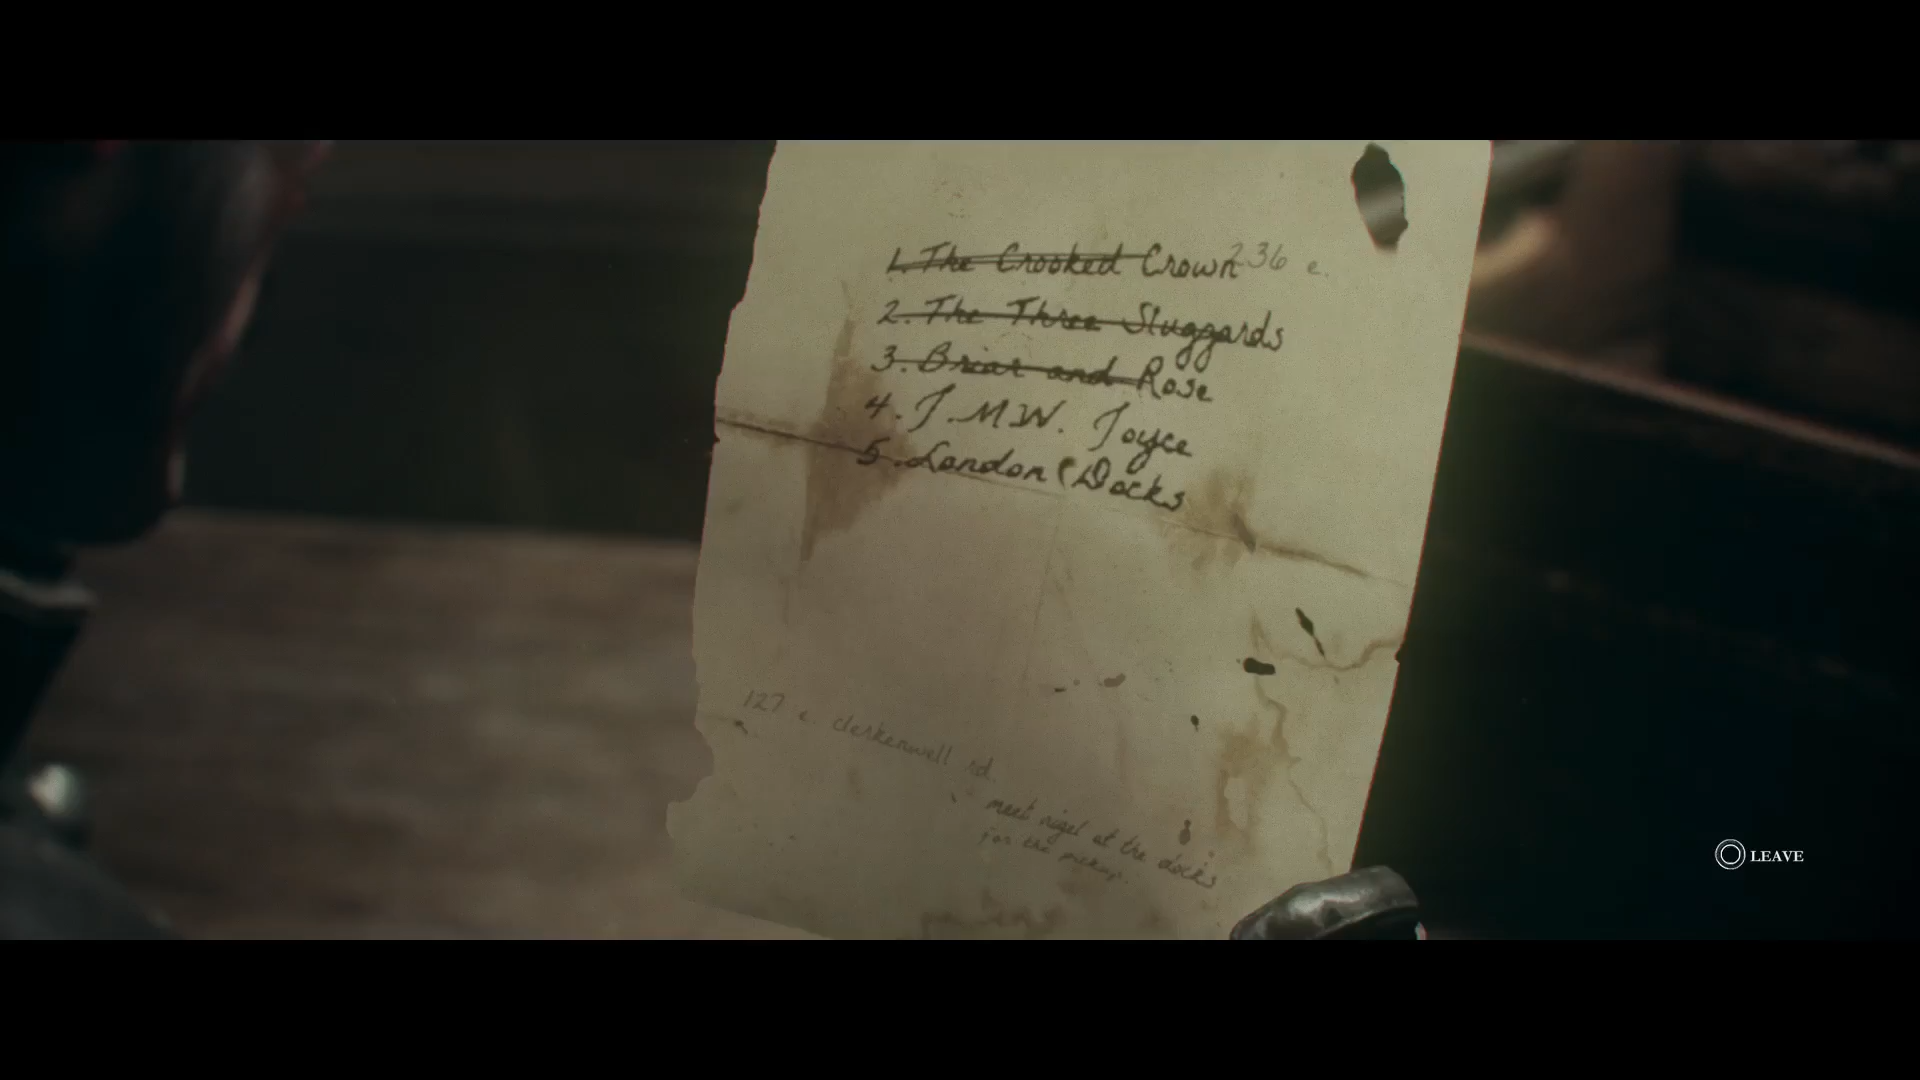 1. The Crooked Crown 236 e.
2. The Three Sluggards
3. Briar and Rose
4. J.M.W. Joyce
5. London Docks
127 e. clerkenwell rd.
meet nigel at the docks
for the pickup.
LEAVE